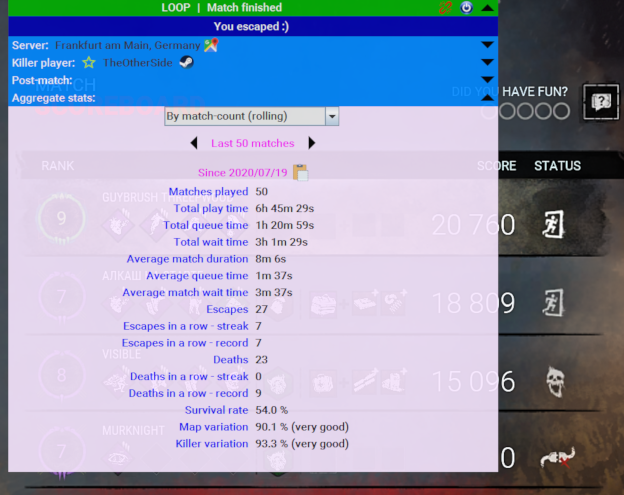 LOOP | Match finished
You escaped :)
Server: Frankfurt am Main, Germany
Killer player: TheOtherSide
Post-match:
MATCH
DID YOU HAVE FUN?
Aggregate stats:
By match-count (rolling)
Last 50 matches
RANK SCORE STATUS
Since 2020/07/19
Matches played 50
Total play time 6h 45m 29s
Total queue time 1h 20m 59s
Total wait time 3h 1m 29s
Average match duration 8m 6s
Average queue time 1m 37s
Average match wait time 3m 37s
Escapes 27
Escapes in a row - streak 7
Escapes in a row - record 7
Deaths 23
Deaths in a row - streak 0
Deaths in a row - record 9
Survival rate 54.0 %
Map variation 90.1 % (very good)
Killer variation 93.3 % (very good)
9 GUYBRUSH 20 760
7 18 809
8 VISIBLE 15 096
7 MURKNIGHT 0